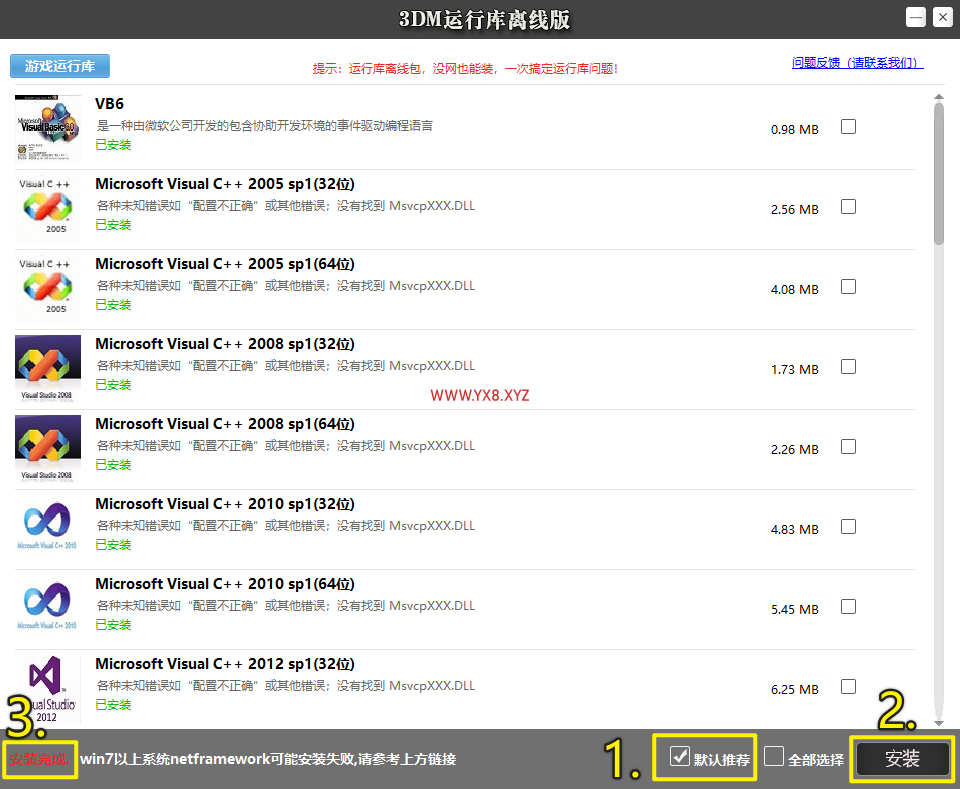 3DM运行库离线版
游戏运行库
提示：运行库离线包，没网也能装，一次搞定运行库问题！
问题反馈（请联系我们）
VB6
是一种由微软公司开发的包含协助开发环境的事件驱动编程语言
已安装
0.98 MB
Visual C ++
2005
Microsoft Visual C++ 2005 sp1(32位)
各种未知错误如“配置不正确”或其他错误；没有找到 MsvcpXXX.DLL
已安装
2.56 MB
Visual C ++
2005
Microsoft Visual C++ 2005 sp1(64位)
各种未知错误如“配置不正确”或其他错误；没有找到 MsvcpXXX.DLL
已安装
4.08 MB
Visual Studio 2008
Microsoft Visual C++ 2008 sp1(32位)
各种未知错误如“配置不正确”或其他错误；没有找到 MsvcpXXX.DLL
已安装
1.73 MB
WWW.YX8.XYZ
Visual Studio 2008
Microsoft Visual C++ 2008 sp1(64位)
各种未知错误如“配置不正确”或其他错误；没有找到 MsvcpXXX.DLL
已安装
2.26 MB
Microsoft Visual C++ 2010
Microsoft Visual C++ 2010 sp1(32位)
各种未知错误如“配置不正确”或其他错误；没有找到 MsvcpXXX.DLL
已安装
4.83 MB
Microsoft Visual C++ 2010
Microsoft Visual C++ 2010 sp1(64位)
各种未知错误如“配置不正确”或其他错误；没有找到 MsvcpXXX.DLL
已安装
5.45 MB
ual Studio
2012
Microsoft Visual C++ 2012 sp1(32位)
各种未知错误如“配置不正确”或其他错误；没有找到 MsvcpXXX.DLL
已安装
6.25 MB
3.
安装完成.
win7以上系统netframework可能安装失败,请参考上方链接
1.
默认推荐
全部选择
2.
安装